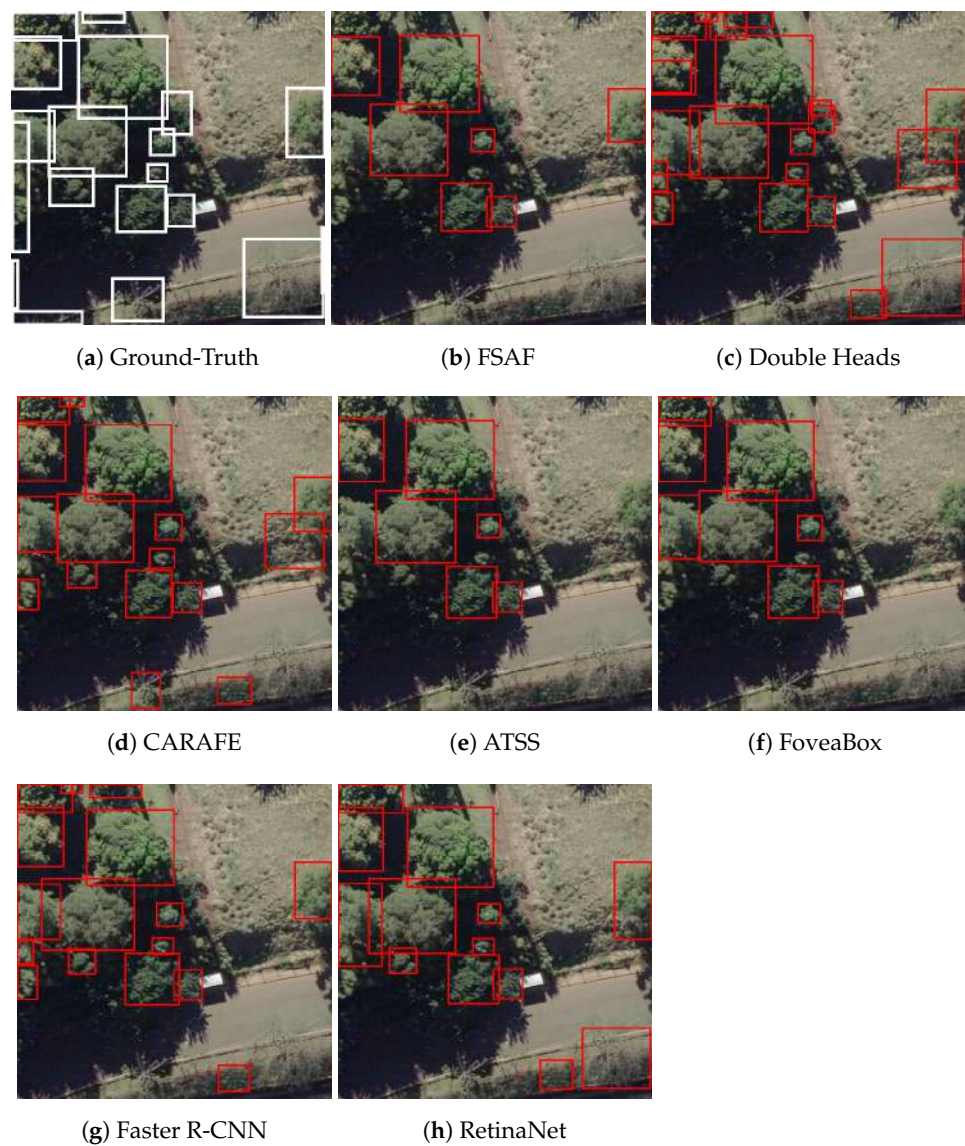 (a) Ground-Truth
(b) FSAF
(c) Double Heads
(d) CARAFE
(e) ATSS
(f) FoveaBox
(g) Faster R-CNN
(h) RetinaNet